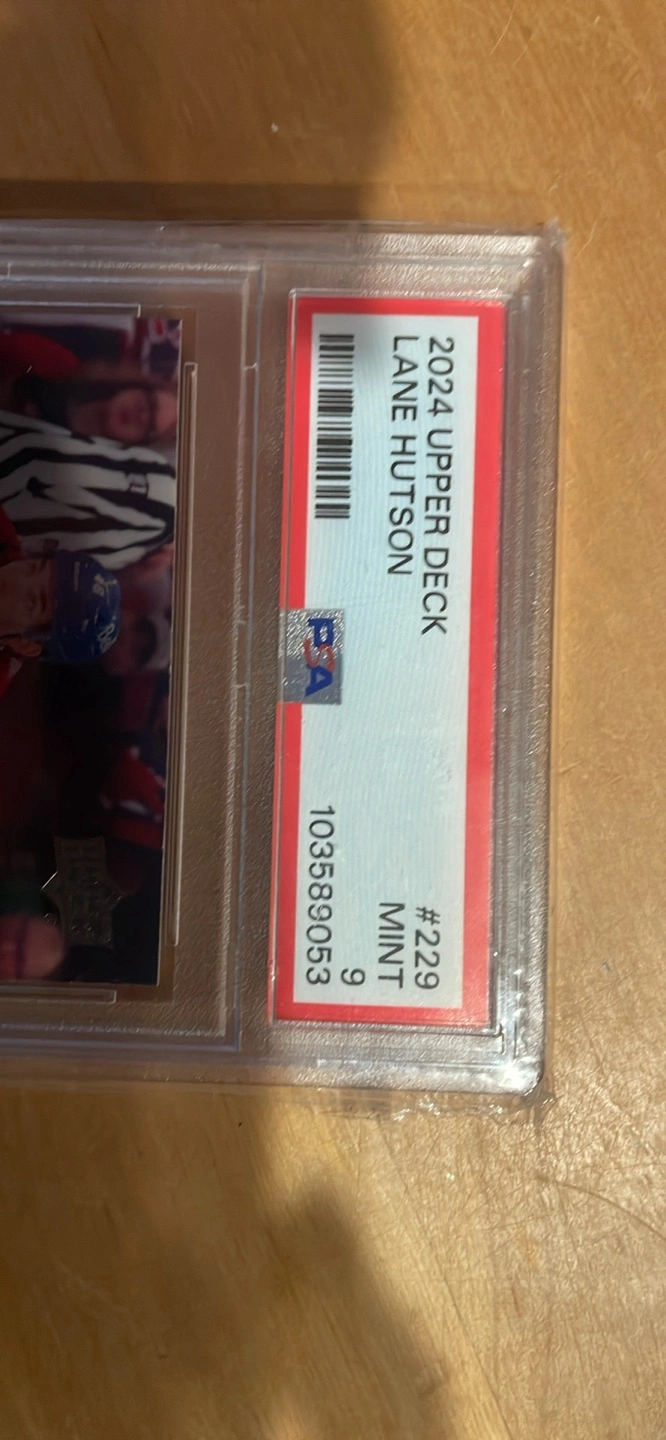 2024 UPPER DECK #229
LANE HUTSON MINT
9
PSA 103589053